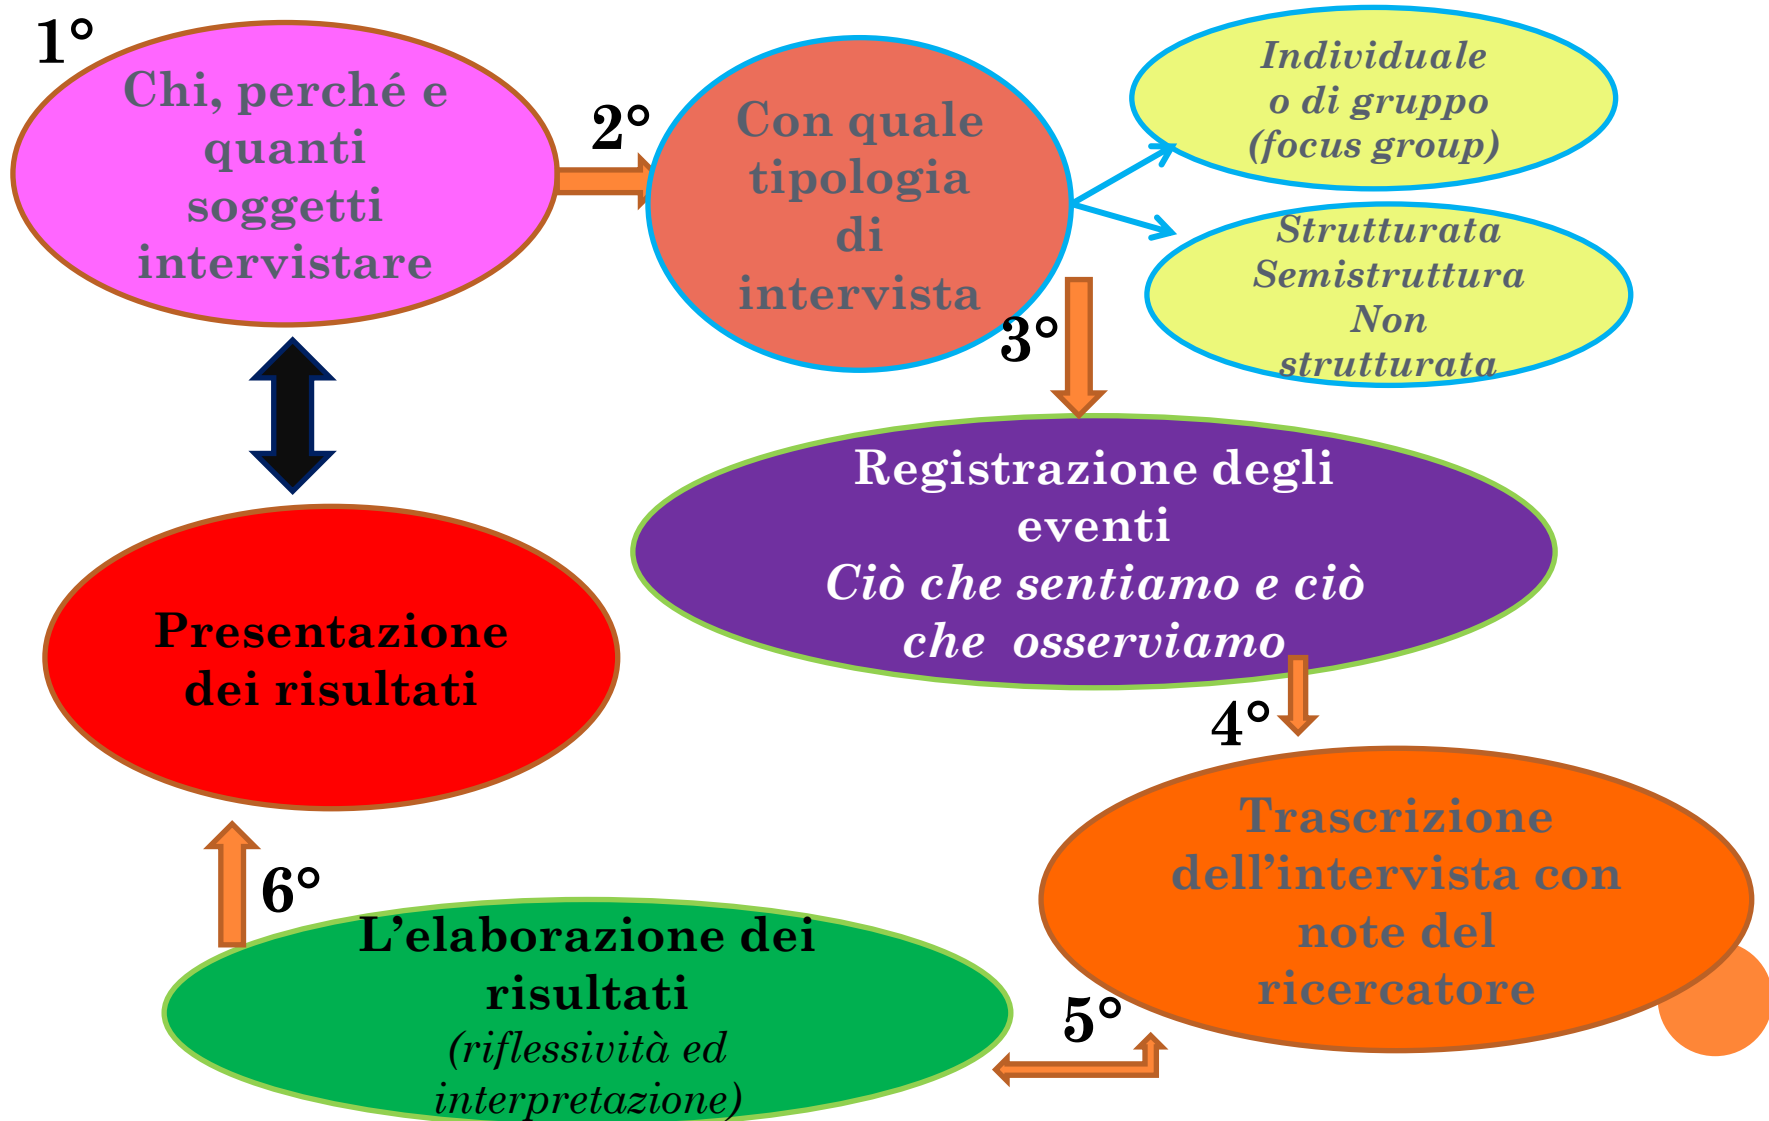 1°
Chi, perché e
quanti
soggetti
intervistare
2°
Con quale
tipologia
di
intervista
Individuale
o di gruppo
(focus group)
Strutturata
Semistruttura
Non
strutturata
3°
Registrazione degli
eventi
Ciò che sentiamo e ciò
che osserviamo
4°
Trascrizione
dell’intervista con
note del
ricercatore
5°
L’elaborazione dei
risultati
(riflessività ed
interpretazione)
6°
Presentazione
dei risultati